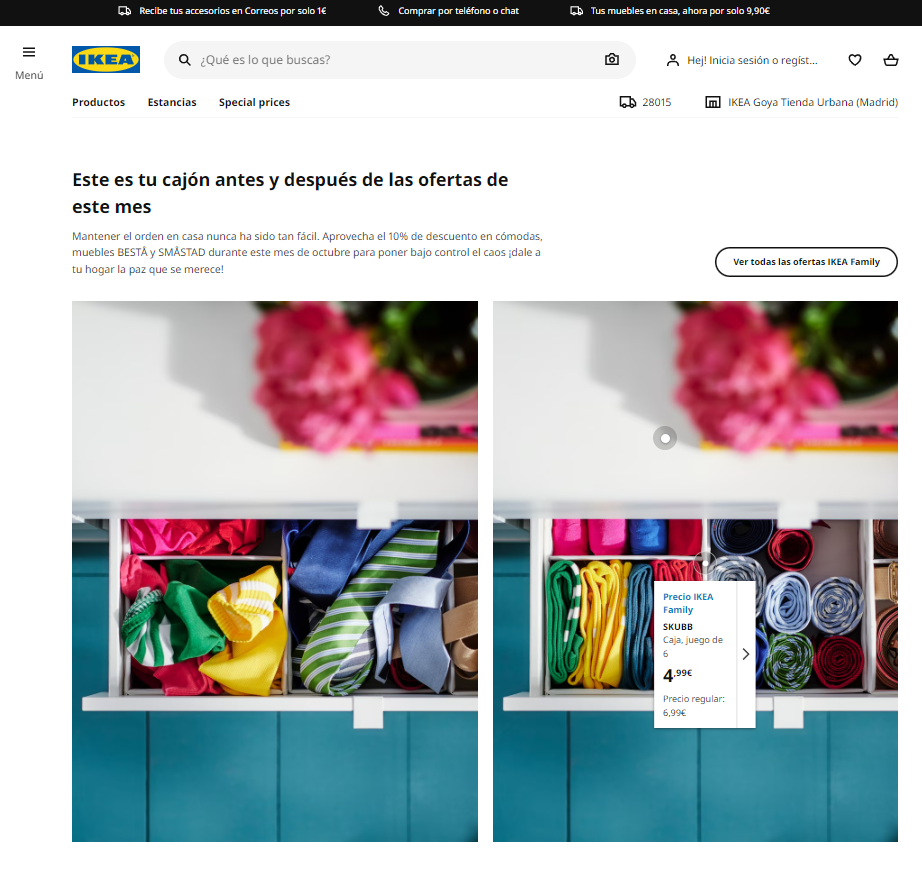 Recibe tus accesorios en Correos por solo 1€
Comprar por teléfono o chat
Tus muebles en casa, ahora por solo 9,90€
Menú
IKEA
¿Qué es lo que buscas?
Hej! Inicia sesión o regíst...
Productos
Estancias
Special prices
28015
IKEA Goya Tienda Urbana (Madrid)
Este es tu cajón antes y después de las ofertas de
este mes
Mantener el orden en casa nunca ha sido tan fácil. Aprovecha el 10% de descuento en cómodas,
muebles BESTÅ y SMÅSTAD durante este mes de octubre para poner bajo control el caos ¡dale a
tu hogar la paz que se merece!
Ver todas las ofertas IKEA Family
Precio IKEA
Family
SKUBB
Caja, juego de
6
4,99€
Precio regular:
6,99€